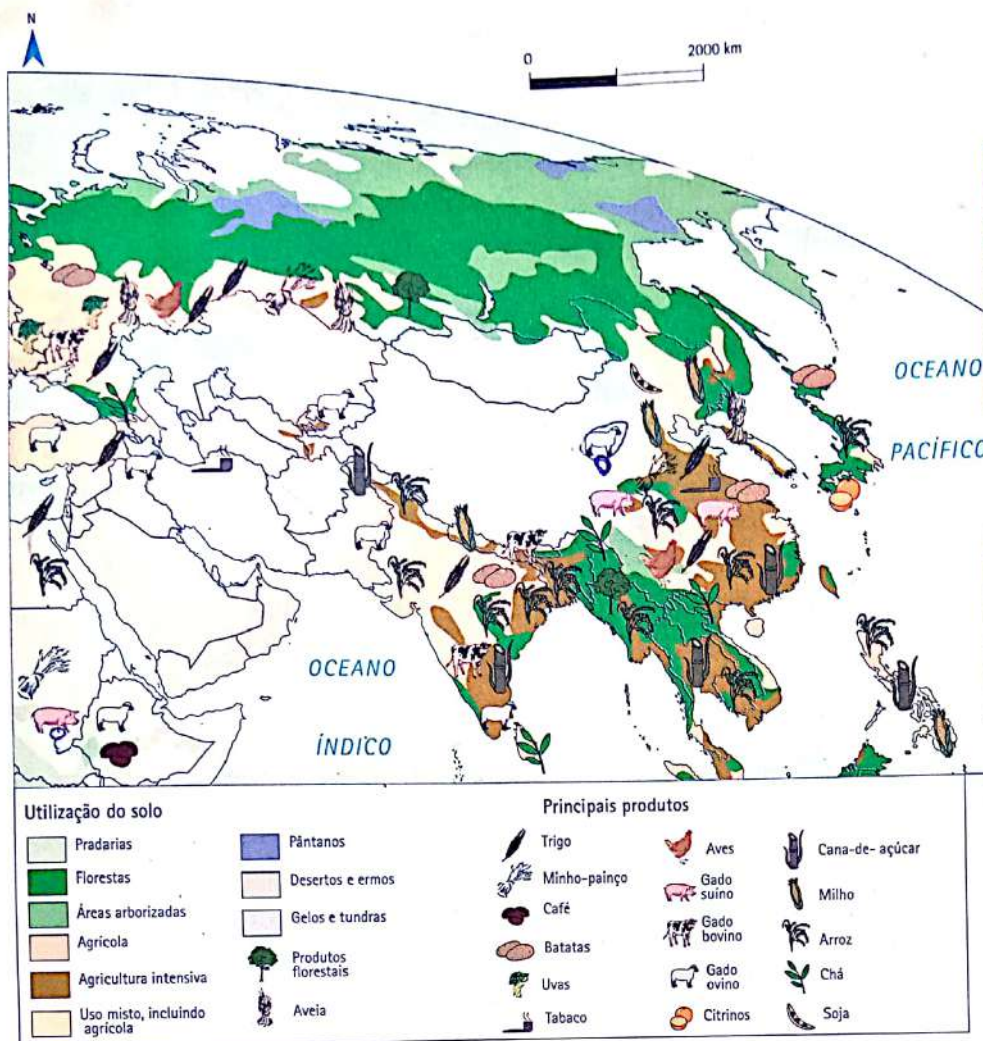 N
0
2000 km
OCEANO
PACÍFICO
OCEANO
ÍNDICO
Utilização do solo
Pradarias
Florestas
Áreas arborizadas
Agrícola
Agricultura intensiva
Uso misto, incluindo
agrícola
Pântanos
Desertos e ermos
Gelos e tundras
Produtos
florestais
Aveia
Principais produtos
Trigo
Minho-painço
Café
Batatas
Uvas
Tabaco
Aves
Gado
suíno
Gado
bovino
Gado
ovino
Citrinos
Cana-de- açúcar
Milho
Arroz
Chá
Soja